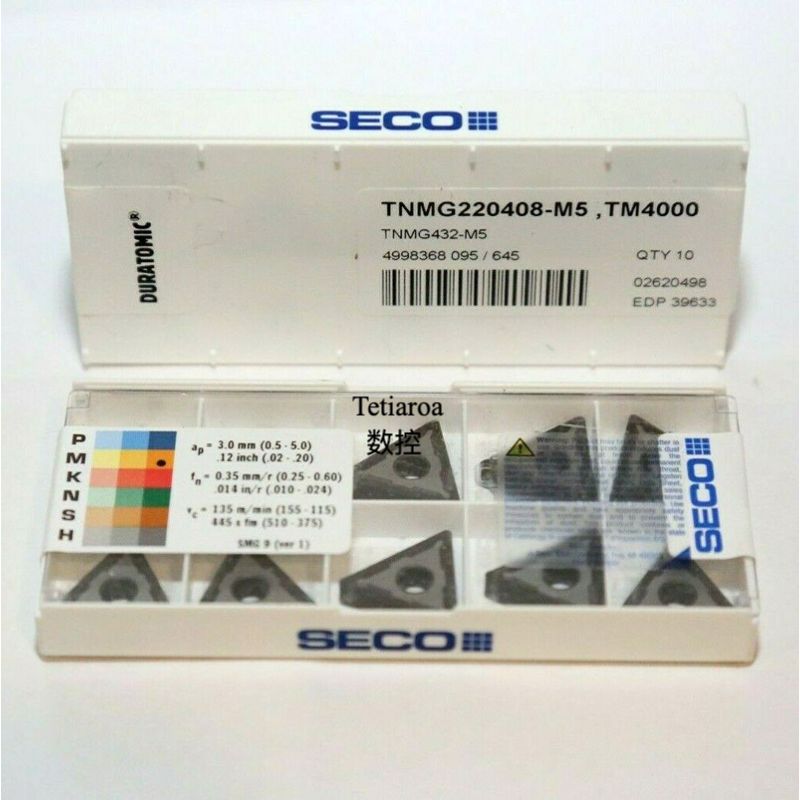 SECO
DURATOMIC®
TNMG220408-M5 ,TM4000
TNMG432-M5
4998368 095 / 645
QTY 10
02620498
EDP 39633
Tetiaroa
数控
P
M
K
N
S
H
ap = 3.0 mm (0.5 - 5.0)
.12 inch (.02 - .20)
fn = 0.35 mm/r (0.25 - 0.60)
.014 in/r (.010 - .024)
vc = 135 m/min (155 - 115)
445 s fm (510 - 375)
SMG 9 (ver 1)
SECO
SECO